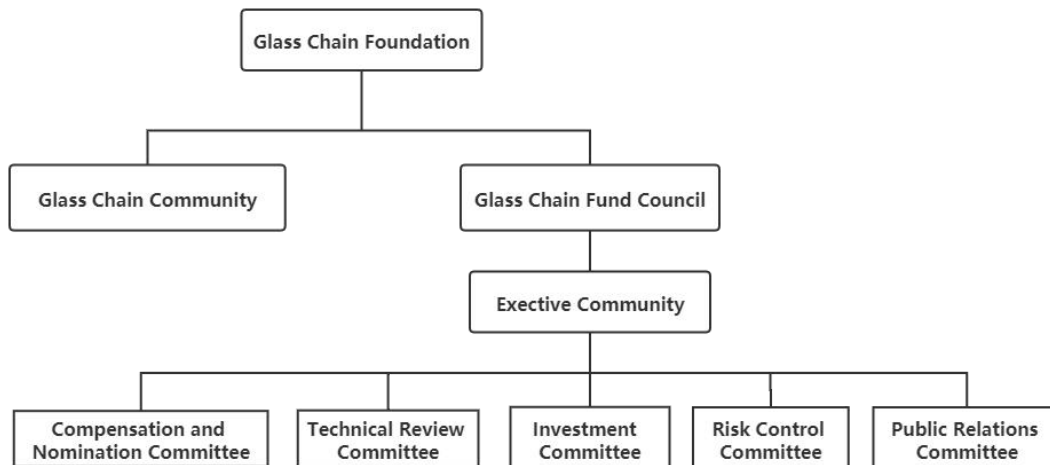 Glass Chain Foundation
Glass Chain Community
Glass Chain Fund Council
Exective Community
Compensation and
Nomination Committee
Technical Review
Committee
Investment
Committee
Risk Control
Committee
Public Relations
Committee